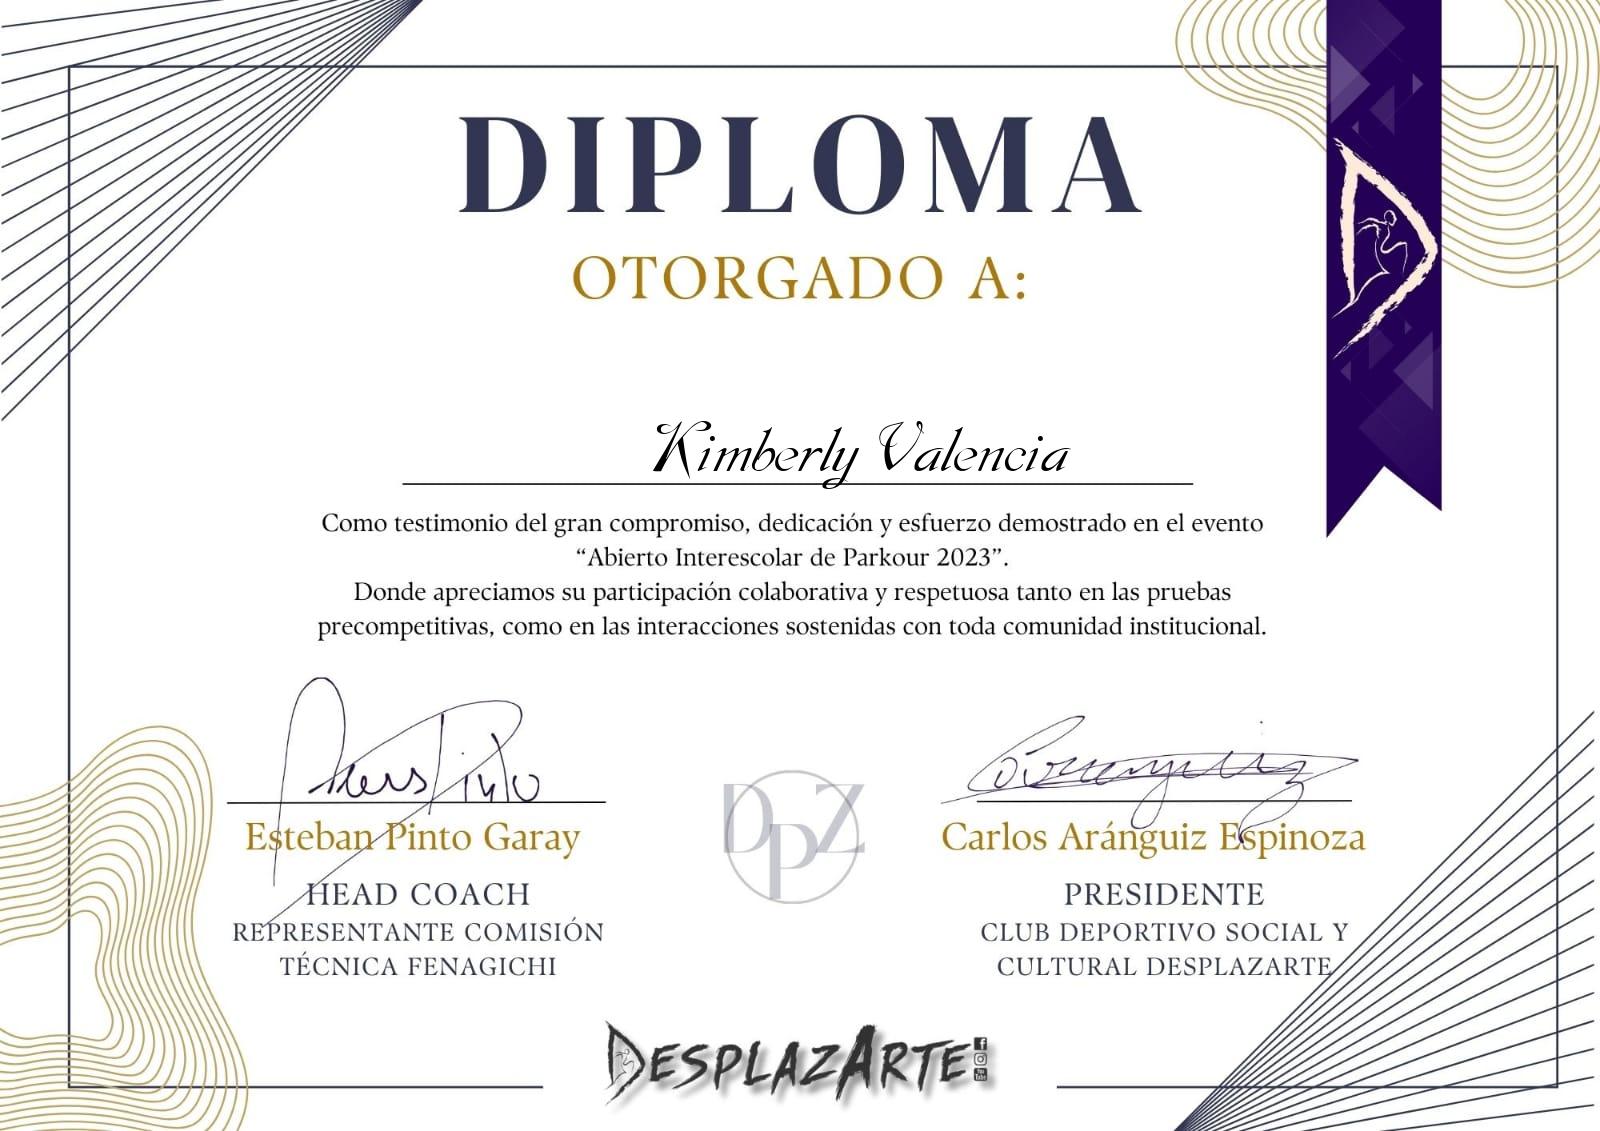 DIPLOMA
OTORGADO A:
Kimberly Valencia
Como testimonio del gran compromiso, dedicación y esfuerzo demostrado en el evento
“Abierto Interescolar de Parkour 2023”.
Donde apreciamos su participación colaborativa y respetuosa tanto en las pruebas
precompetitivas, como en las interacciones sostenidas con toda comunidad institucional.
Esteban Pinto Garay
HEAD COACH
REPRESENTANTE COMISIÓN
TÉCNICA FENAGICHI
DPZ
Carlos Aránguiz Espinoza
PRESIDENTE
CLUB DEPORTIVO SOCIAL Y
CULTURAL DESPLAZARTE
DESPLAZARTE